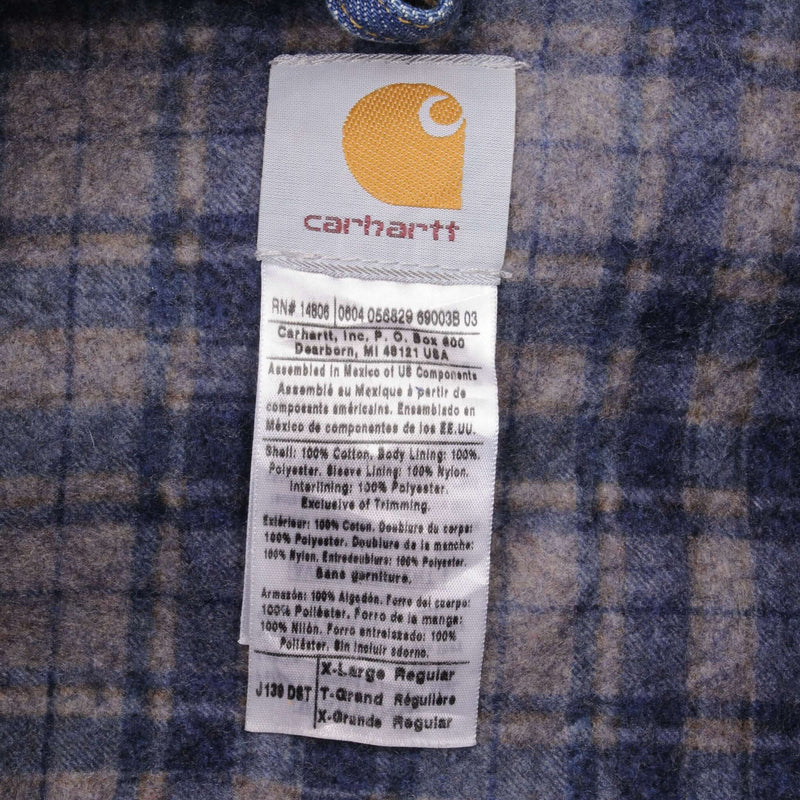 carhartt
RN# 14806 0604 056829 69003B 03
Carhartt, Inc, P. O. Box 600
Dearborn, MI 48121 USA
Assembled in Mexico of US Components
Assemblé au Mexique à partir de
composants américains. Ensamblado en
México de componentes de los EE.UU.
Shell: 100% Cotton. Body Lining: 100%
Polyester. Sleeve Lining: 100% Nylon.
Interlining: 100% Polyester.
Exclusive of Trimming.
Extérieur: 100% Coton. Doublure du corps:
100% Polyester. Doublure de la manche:
100% Nylon. Entredoublure: 100% Polyester.
Sans garniture.
Armazón: 100% Algodón. Forro del cuerpo:
100% Poliéster. Forro de la manga:
100% Nilón. Forro entrelazado: 100%
Poliéster. Sin incluir adorno.
X-Large Regular
J139 DST T-Grand Régulière
X-Grande Regular